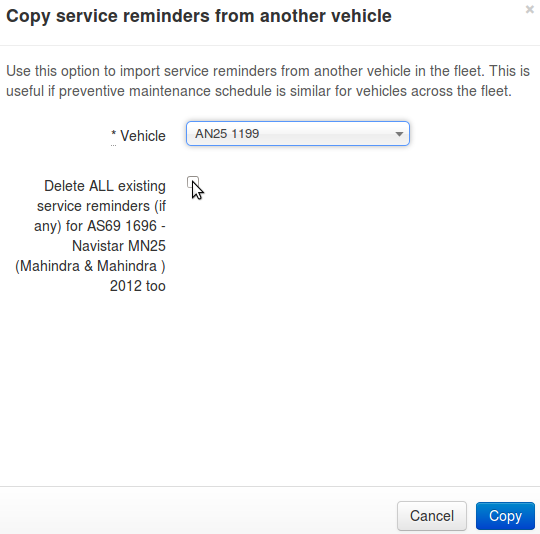 Copy service reminders from another vehicle
×
Use this option to import service reminders from another vehicle in the fleet. This is
useful if preventive maintenance schedule is similar for vehicles across the fleet.
* Vehicle
AN25 1199
Delete ALL existing
service reminders (if
any) for AS69 1696 -
Navistar MN25
(Mahindra & Mahindra )
2012 too
Cancel
Copy